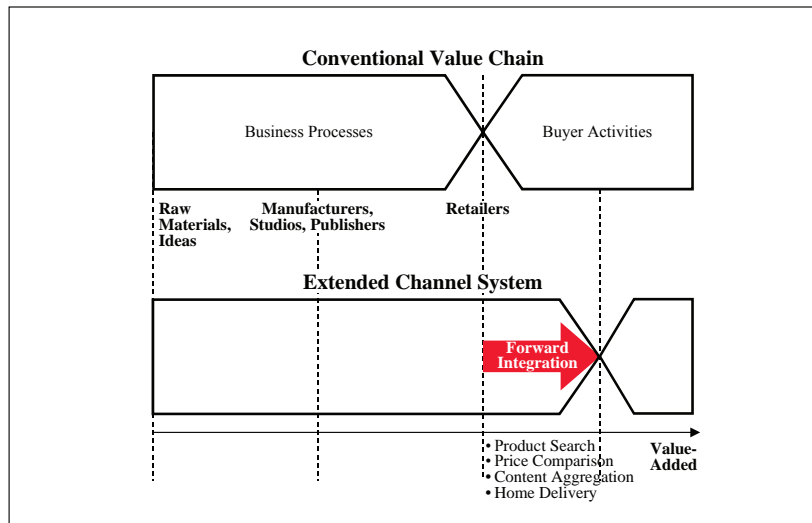 Conventional Value Chain
Business Processes
Buyer Activities
Raw
Materials,
Ideas
Manufacturers,
Studios, Publishers
Retailers
Extended Channel System
Forward
Integration
• Product Search
• Price Comparison
• Content Aggregation
• Home Delivery
Value-
Added